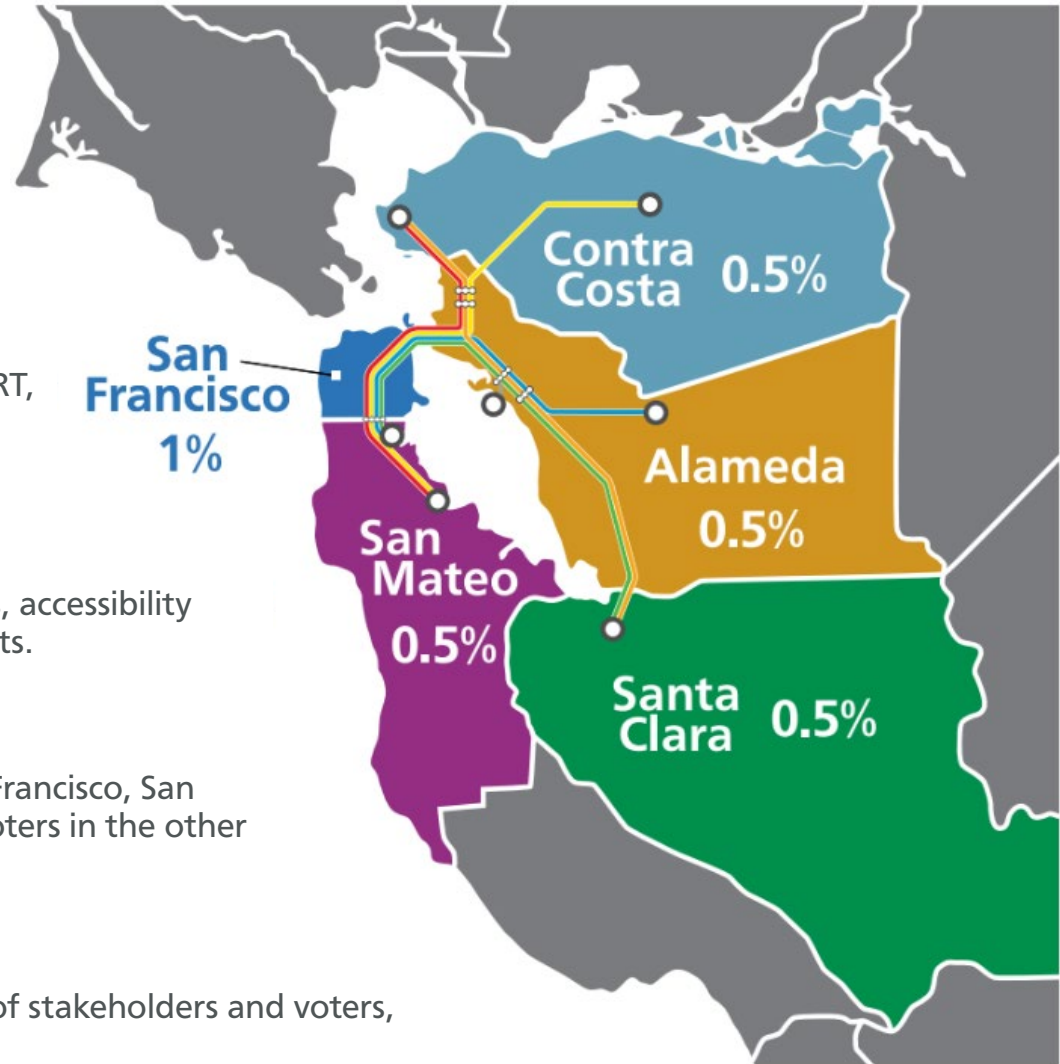 Contra
Costa 0.5%
San
Francisco
1%
RT,
Alameda
0.5%
San
Mateo
0.5%
, accessibility
ts.
Santa
Clara 0.5%
Francisco, San
oters in the other
of stakeholders and voters,